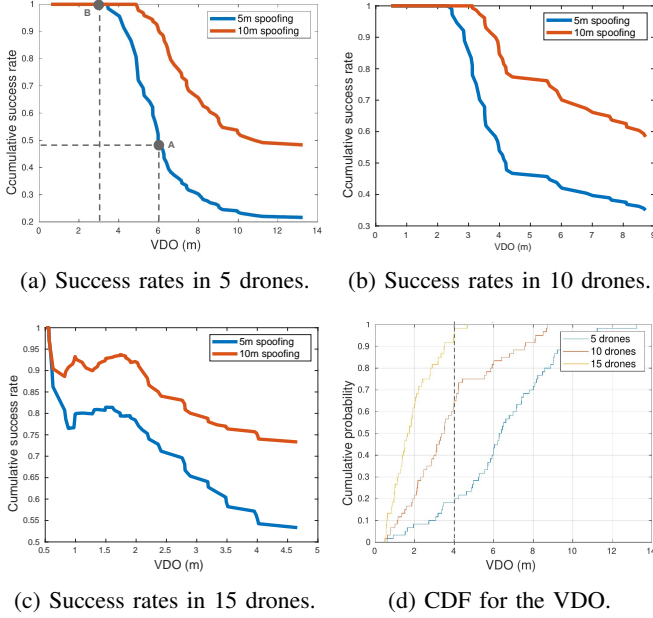 Ccumulative success rate
1
0.9
0.8
0.7
0.6
0.5
0.4
0.3
0.2
B
A
5m spoofing
10m spoofing
0 2 4 6 8 10 12 14
VDO (m)
(a) Success rates in 5 drones.
Ccumulative success rate
1
0.9
0.8
0.7
0.6
0.5
0.4
0.3
5m spoofing
10m spoofing
0 1 2 3 4 5 6 7 8 9
VDO (m)
(b) Success rates in 10 drones.
Cumulative success rate
1
0.95
0.9
0.85
0.8
0.75
0.7
0.65
0.6
0.55
0.5
5m spoofing
10m spoofing
0.5 1 1.5 2 2.5 3 3.5 4 4.5 5
VDO (m)
(c) Success rates in 15 drones.
Cumulative probability
1
0.9
0.8
0.7
0.6
0.5
0.4
0.3
0.2
0.1
0
5 drones
10 drones
15 drones
0 2 4 6 8 10 12 14
VDO (m)
(d) CDF for the VDO.